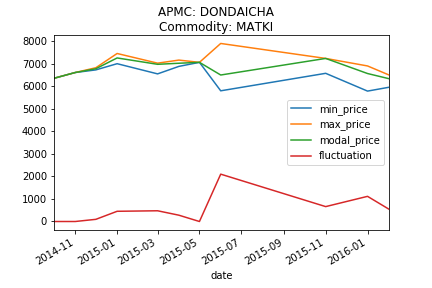 APMC: DONDAICHA
Commodity: MATKI
8000
7000
6000
5000
4000
3000
2000
1000
0
min_price
max_price
modal_price
fluctuation
2014-11
2015-01
2015-03
2015-05
2015-07
2015-09
2015-11
2016-01
date